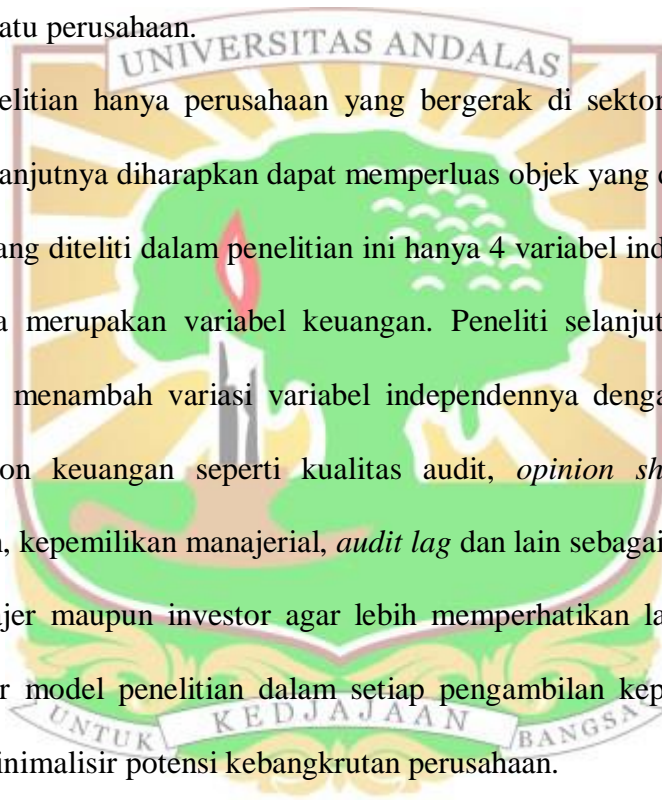 atu perusahaan.
UNIVERSITAS ANDALAS
elitian hanya perusahaan yang bergerak di sektor
anjutnya diharapkan dapat memperluas objek yang
ang diteliti dalam penelitian ini hanya 4 variabel ind
a merupakan variabel keuangan. Peneliti selanjut
menambah variasi variabel independennya denga
on keuangan seperti kualitas audit, opinion sh
, kepemilikan manajerial, audit lag dan lain sebagai
ajer maupun investor agar lebih memperhatikan la
r model penelitian dalam setiap pengambilan kep
UNTUK KEDJAJAAN BANGSA
inimalisir potensi kebangkrutan perusahaan.